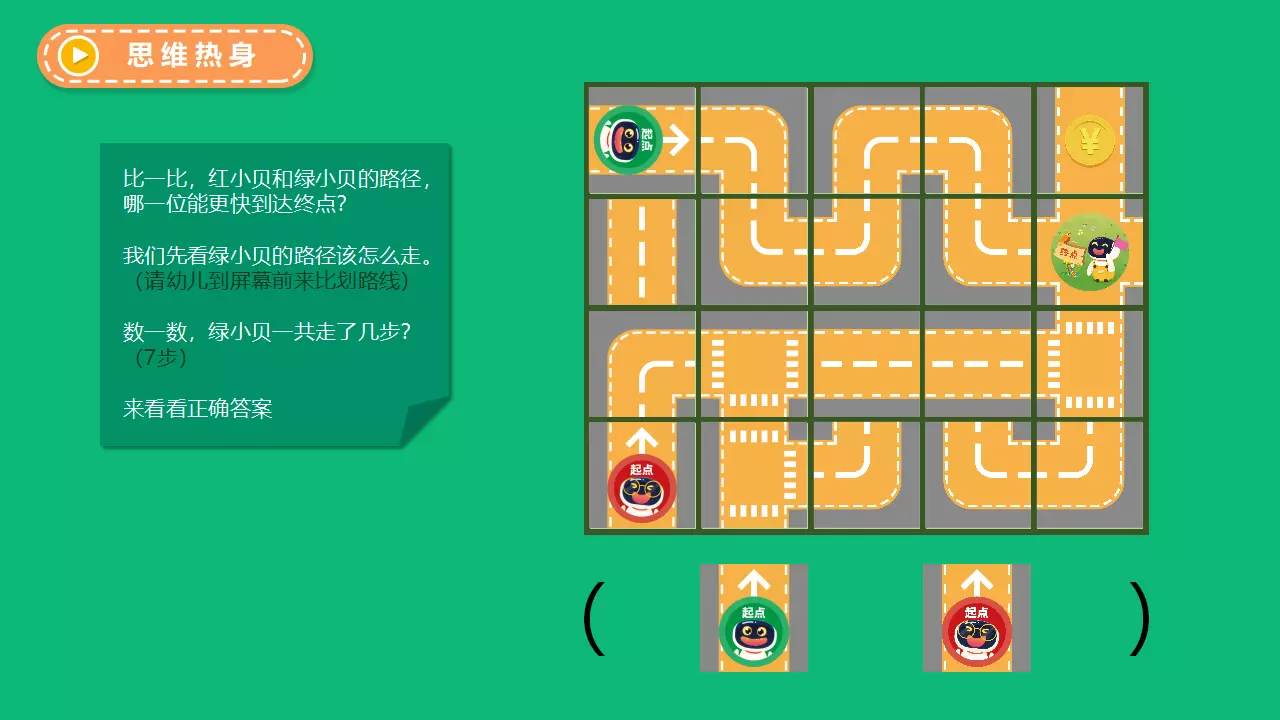 思维热身
比一比，红小贝和绿小贝的路径，
哪一位能更快到达终点?
我们先看绿小贝的路径该怎么走。
（请幼儿到屏幕前来比划路线）
数一数，绿小贝一共走了几步?
（7步）
来看看正确答案
起点
¥
终点
起点
(
起点
起点
)